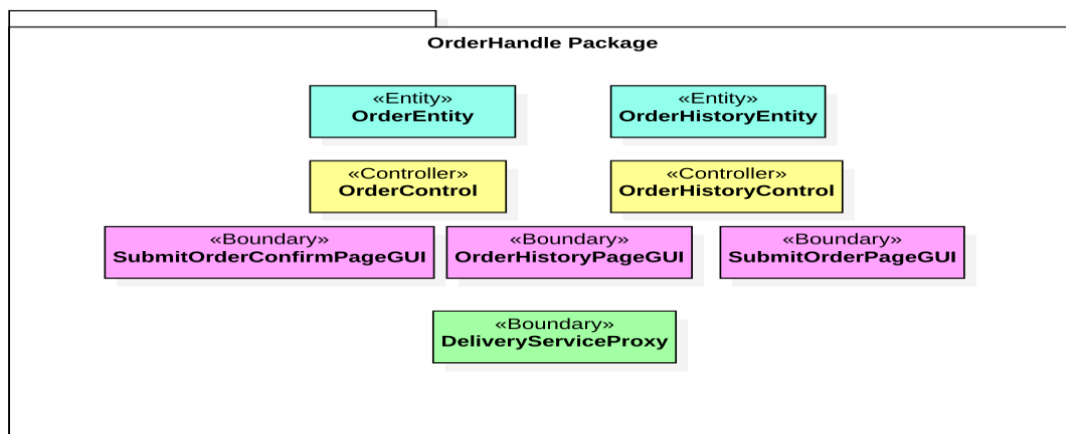 OrderHandle Package
«Entity»
OrderEntity
«Entity»
OrderHistoryEntity
«Controller»
OrderControl
«Controller»
OrderHistoryControl
«Boundary»
SubmitOrderConfirmPageGUI
«Boundary»
OrderHistoryPageGUI
«Boundary»
SubmitOrderPageGUI
«Boundary»
DeliveryServiceProxy